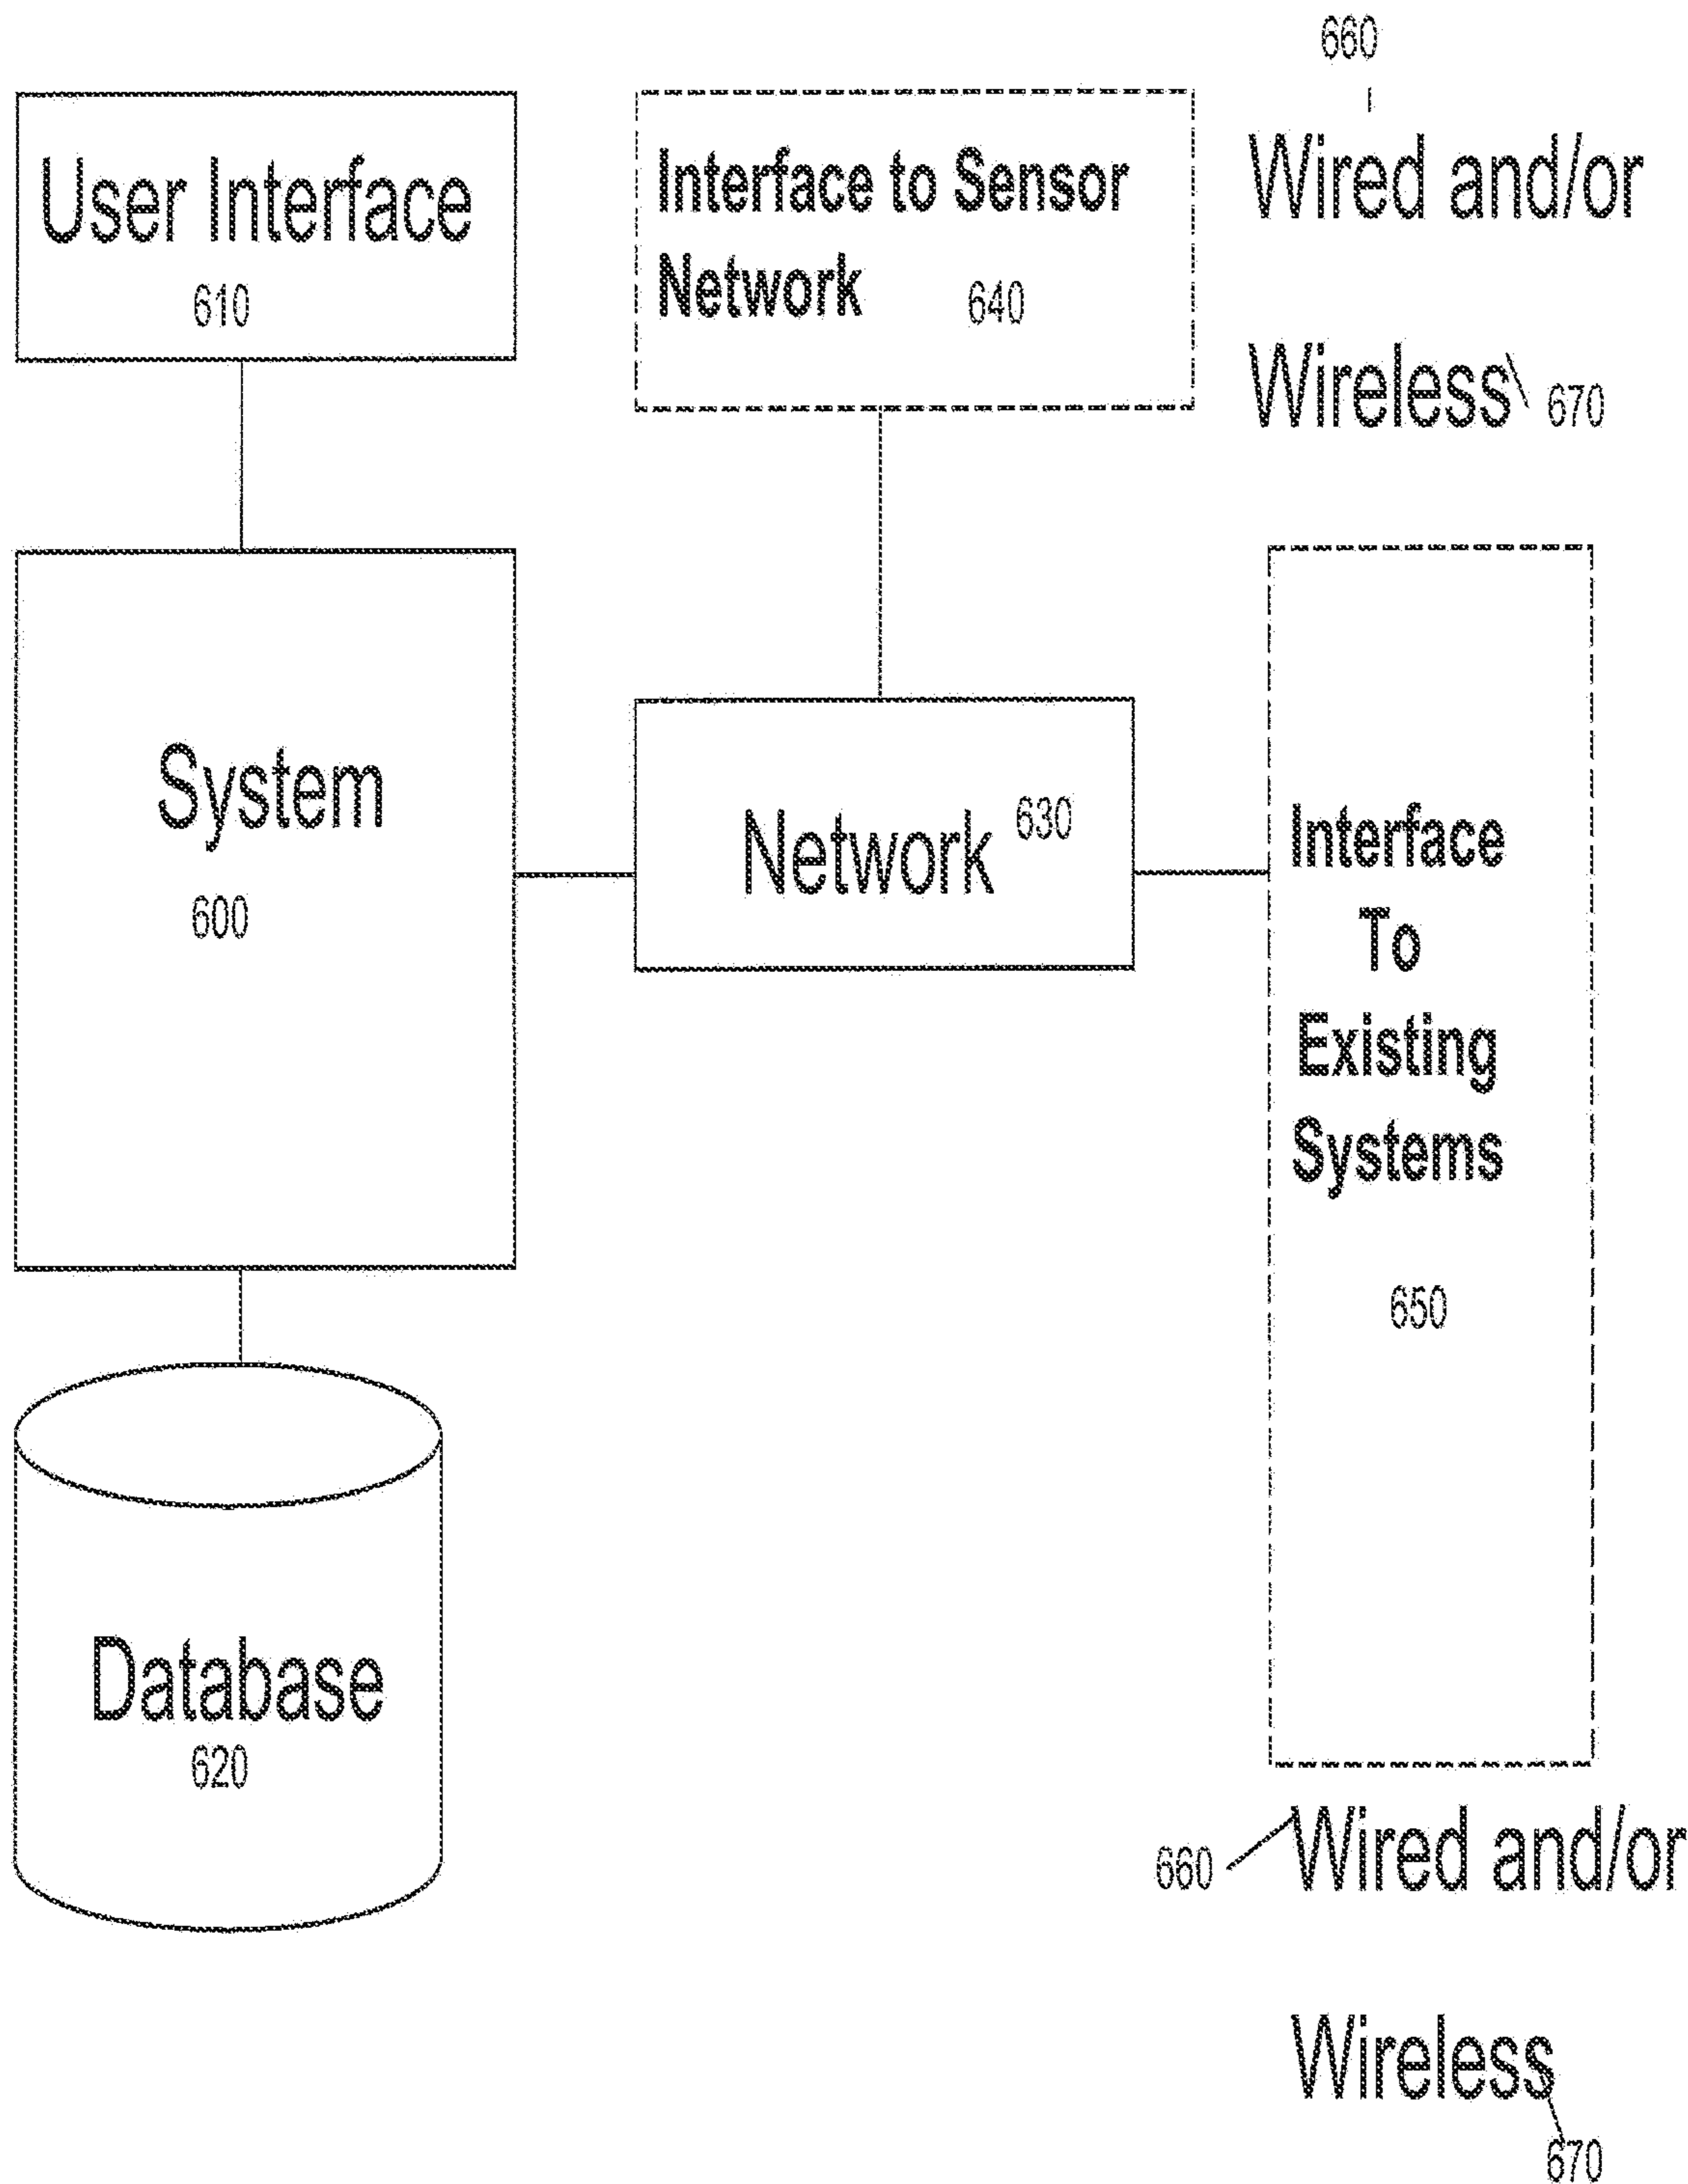 660
User Interface
610
Interface to Sensor
Network 640
Wired and/or
Wireless 670
System
600
Network 630
Interface
To
Existing
Systems
650
Database
620
660 Wired and/or
Wireless
670